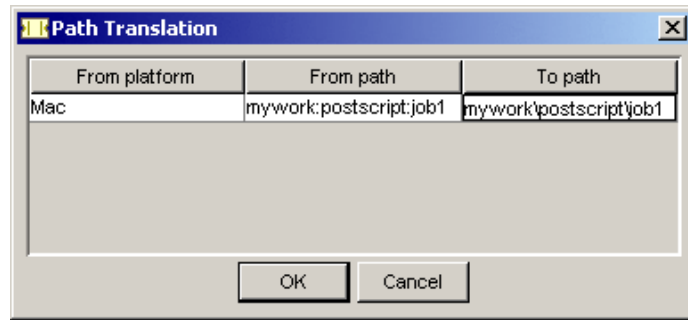 Path Translation
From platform From path To path
Mac mywork:postscript:job1 mywork\postscript\job1
OK Cancel